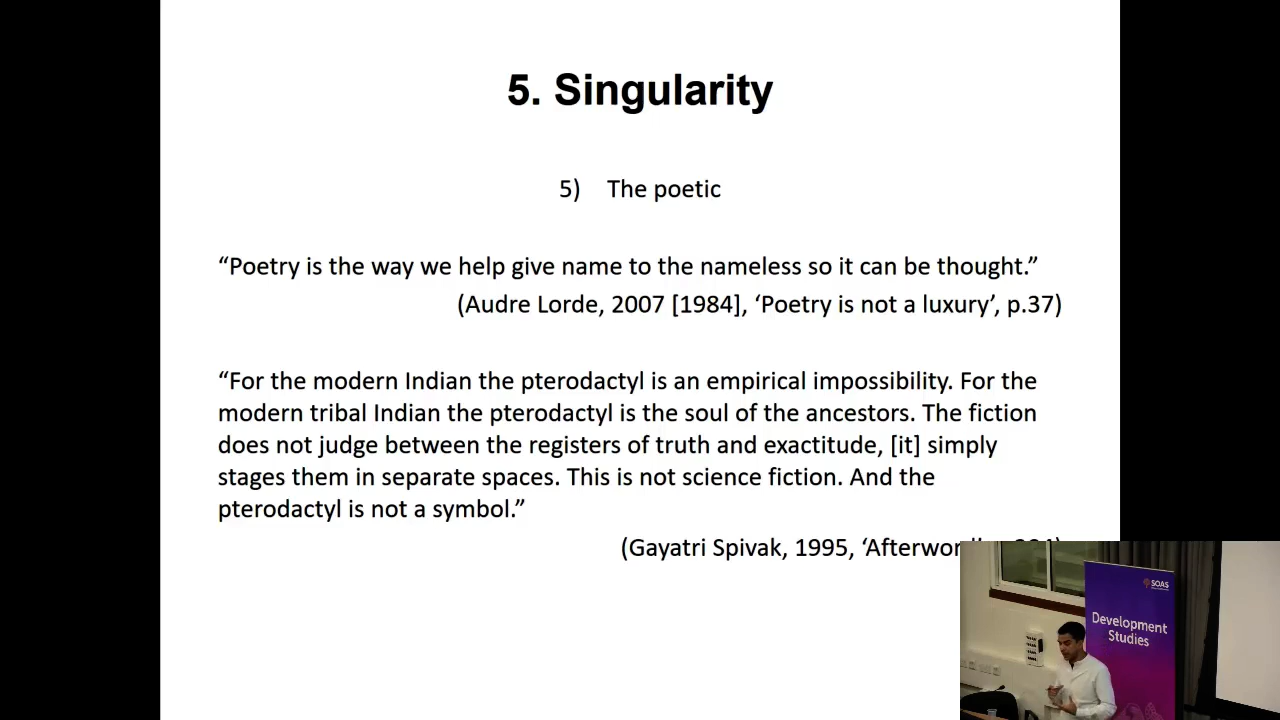 5. Singularity
5) The poetic
“Poetry is the way we help give name to the nameless so it can be thought.”
(Audre Lorde, 2007 [1984], ‘Poetry is not a luxury’, p.37)
“For the modern Indian the pterodactyl is an empirical impossibility. For the
modern tribal Indian the pterodactyl is the soul of the ancestors. The fiction
does not judge between the registers of truth and exactitude, [it] simply
stages them in separate spaces. This is not science fiction. And the
pterodactyl is not a symbol.”
(Gayatri Spivak, 1995,
SOAS
Development
Studies